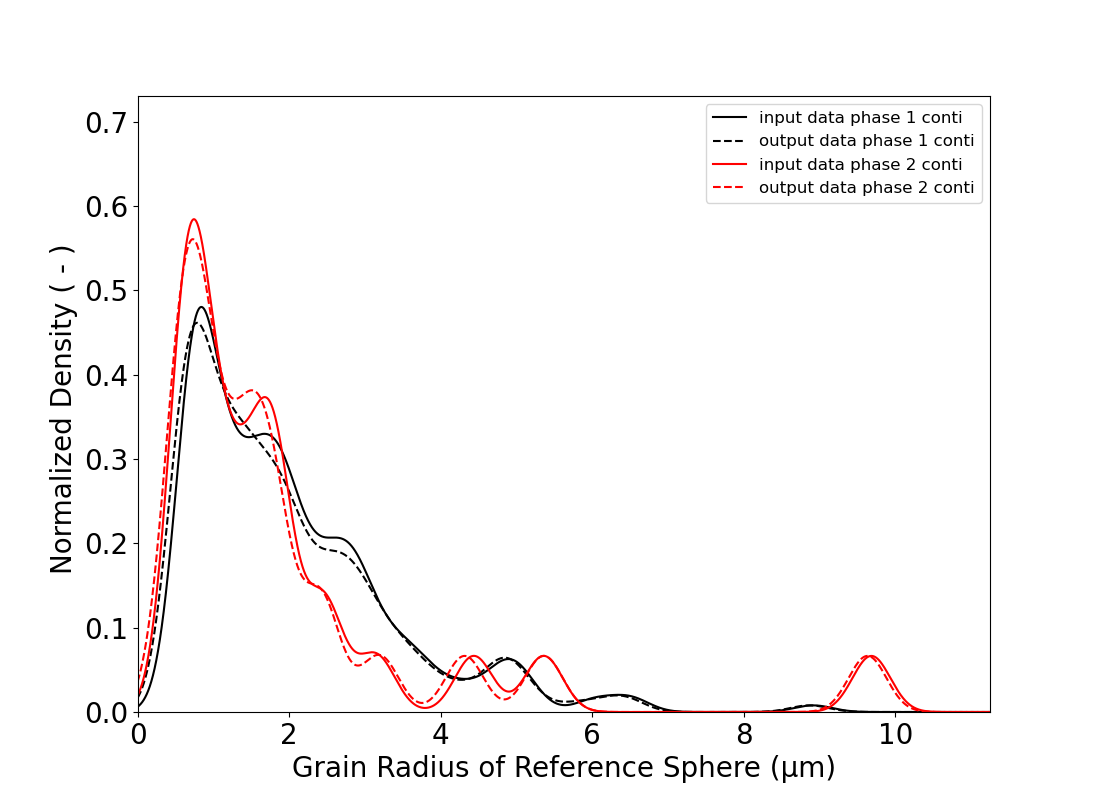 input data phase 1 conti
output data phase 1 conti
input data phase 2 conti
output data phase 2 conti
Normalized Density ( - )
0.7
0.6
0.5
0.4
0.3
0.2
0.1
0.0
0 2 4 6 8 10
Grain Radius of Reference Sphere (µm)